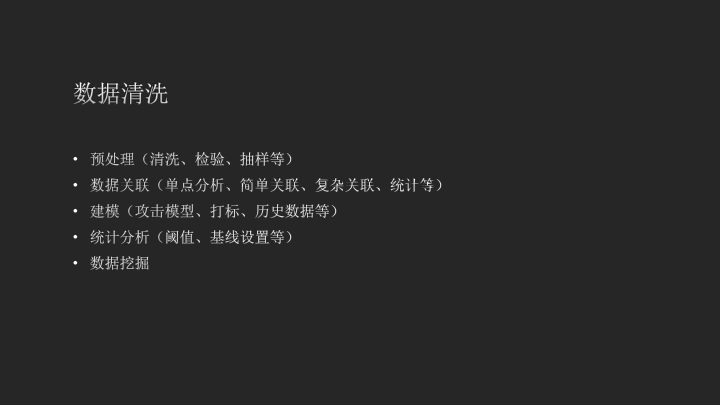 数据清洗
• 预处理（清洗、检验、抽样等）
• 数据关联（单点分析、简单关联、复杂关联、统计等）
• 建模（攻击模型、打标、历史数据等）
• 统计分析（阈值、基线设置等）
• 数据挖掘